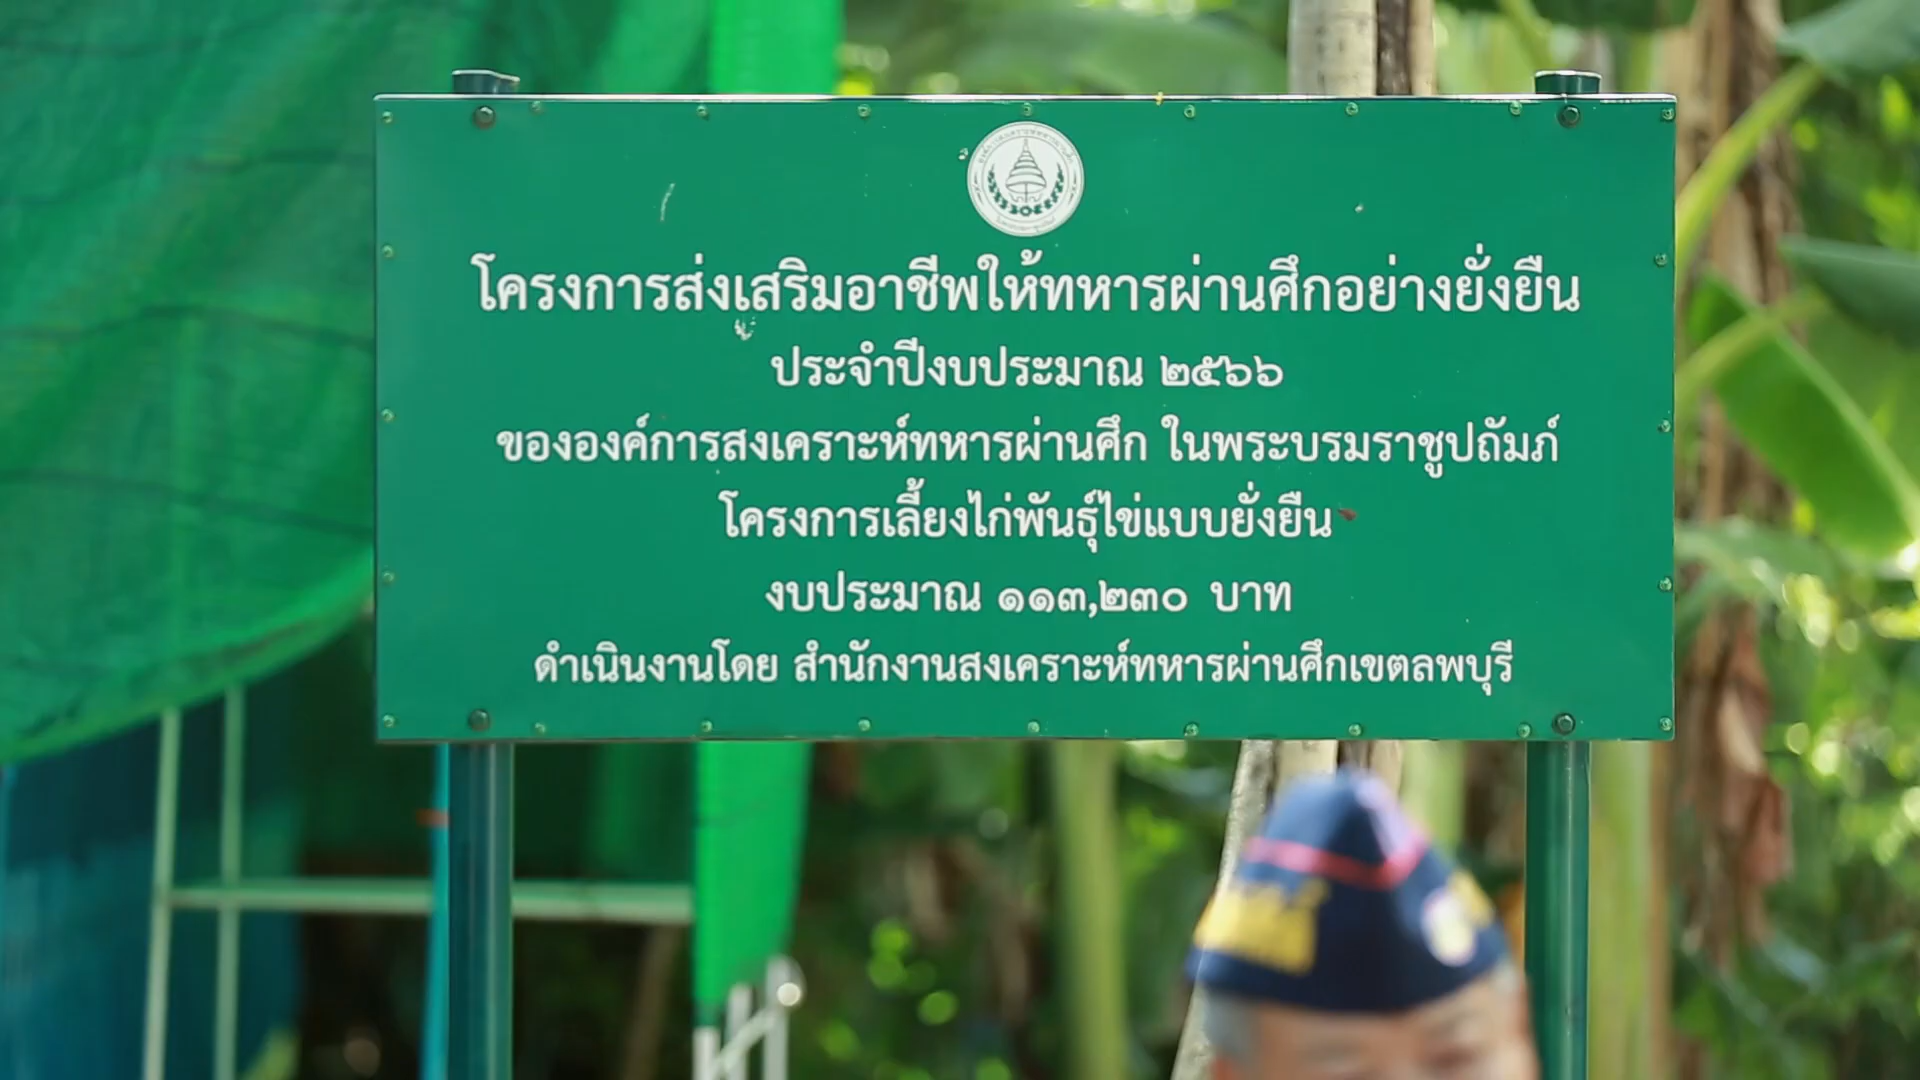 โครงการส่งเสริมอาชีพให้ทหารผ่านศึกอย่างยั่งยืน
ประจำปีงบประมาณ ๒๕๖๖
ขององค์การสงเคราะห์ทหารผ่านศึก ในพระบรมราชูปถัมภ์
โครงการเลี้ยงไก่พันธุ์ไข่แบบยั่งยืน
งบประมาณ ๑๑๓,๒๓๐ บาท
ดำเนินงานโดย สำนักงานสงเคราะห์ทหารผ่านศึกเขตลพบุรี